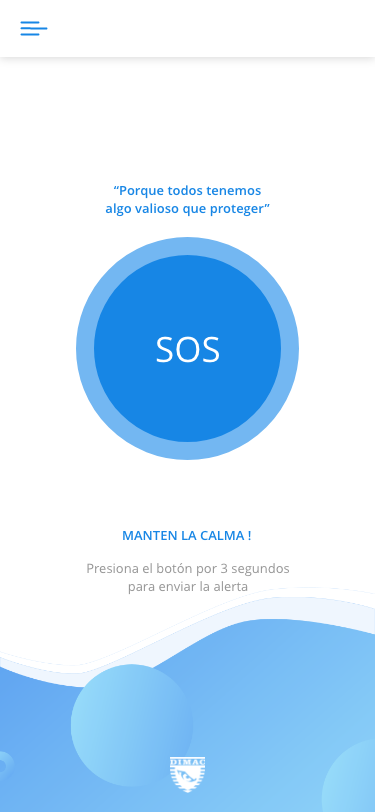 “Porque todos tenemos
algo valioso que proteger”
SOS
MANTEN LA CALMA !
Presiona el botón por 3 segundos
para enviar la alerta
DIMAC